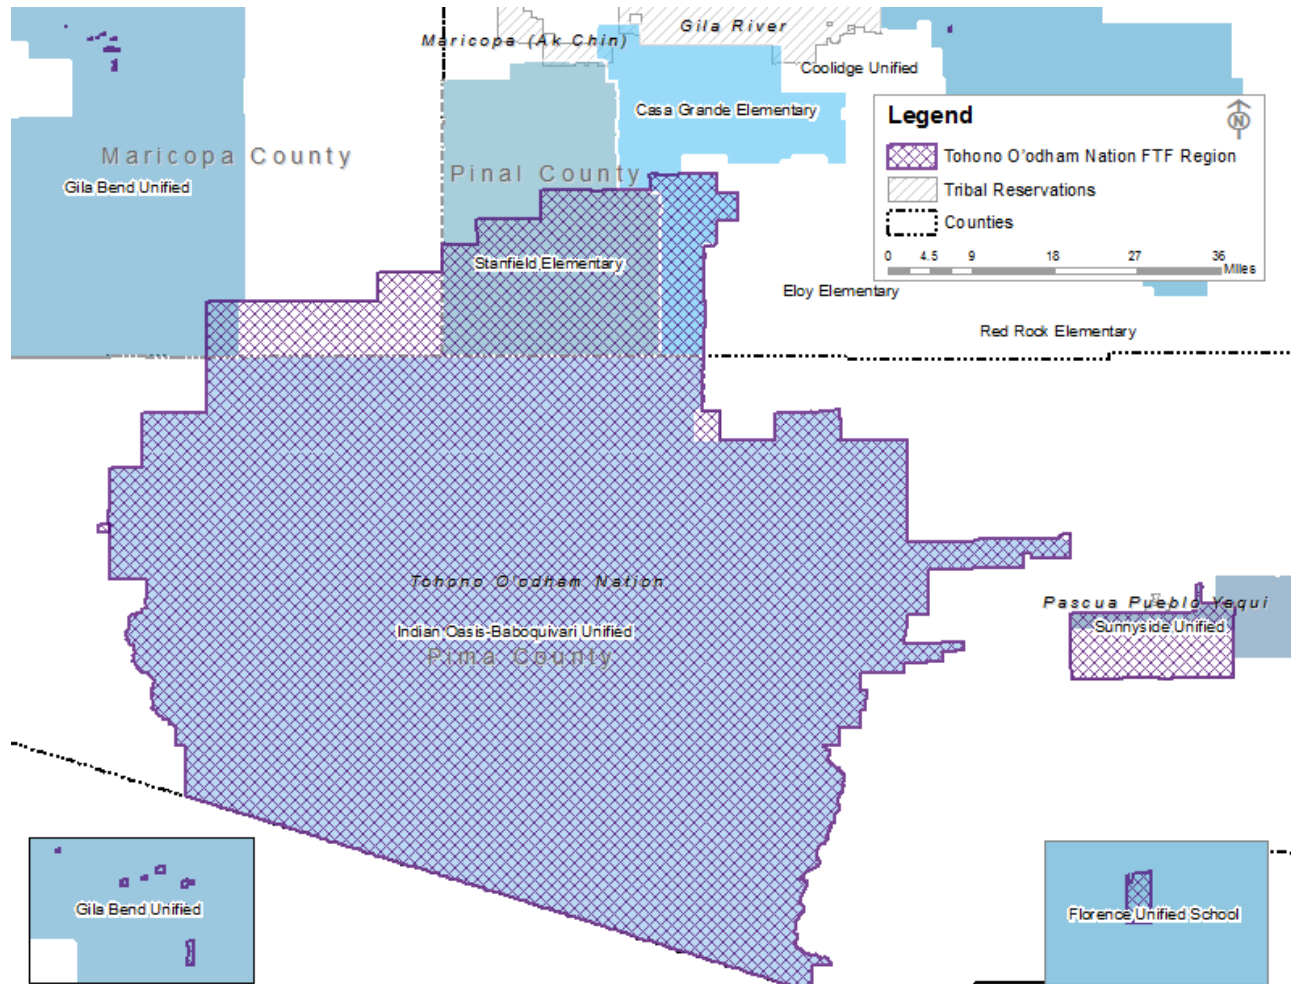 Gila River
Maricopa (Ak Chin)
Coolidge Unified
Casa Grande Elementary
Legend
N
Tohono O'odham Nation FTF Region
Tribal Reservations
Counties
0 4.5 9 18 27 36
Miles
Maricopa County
Pinal County
Gila Bend Unified
Stanfield Elementary
Eloy Elementary
Red Rock Elementary
Tohono O'odham Nation
Pascua Pueblo Yaqui
Sunnyside Unified
Indian Oasis-Baboquivari Unified
Pima County
Gila Bend Unified
Florence Unified School